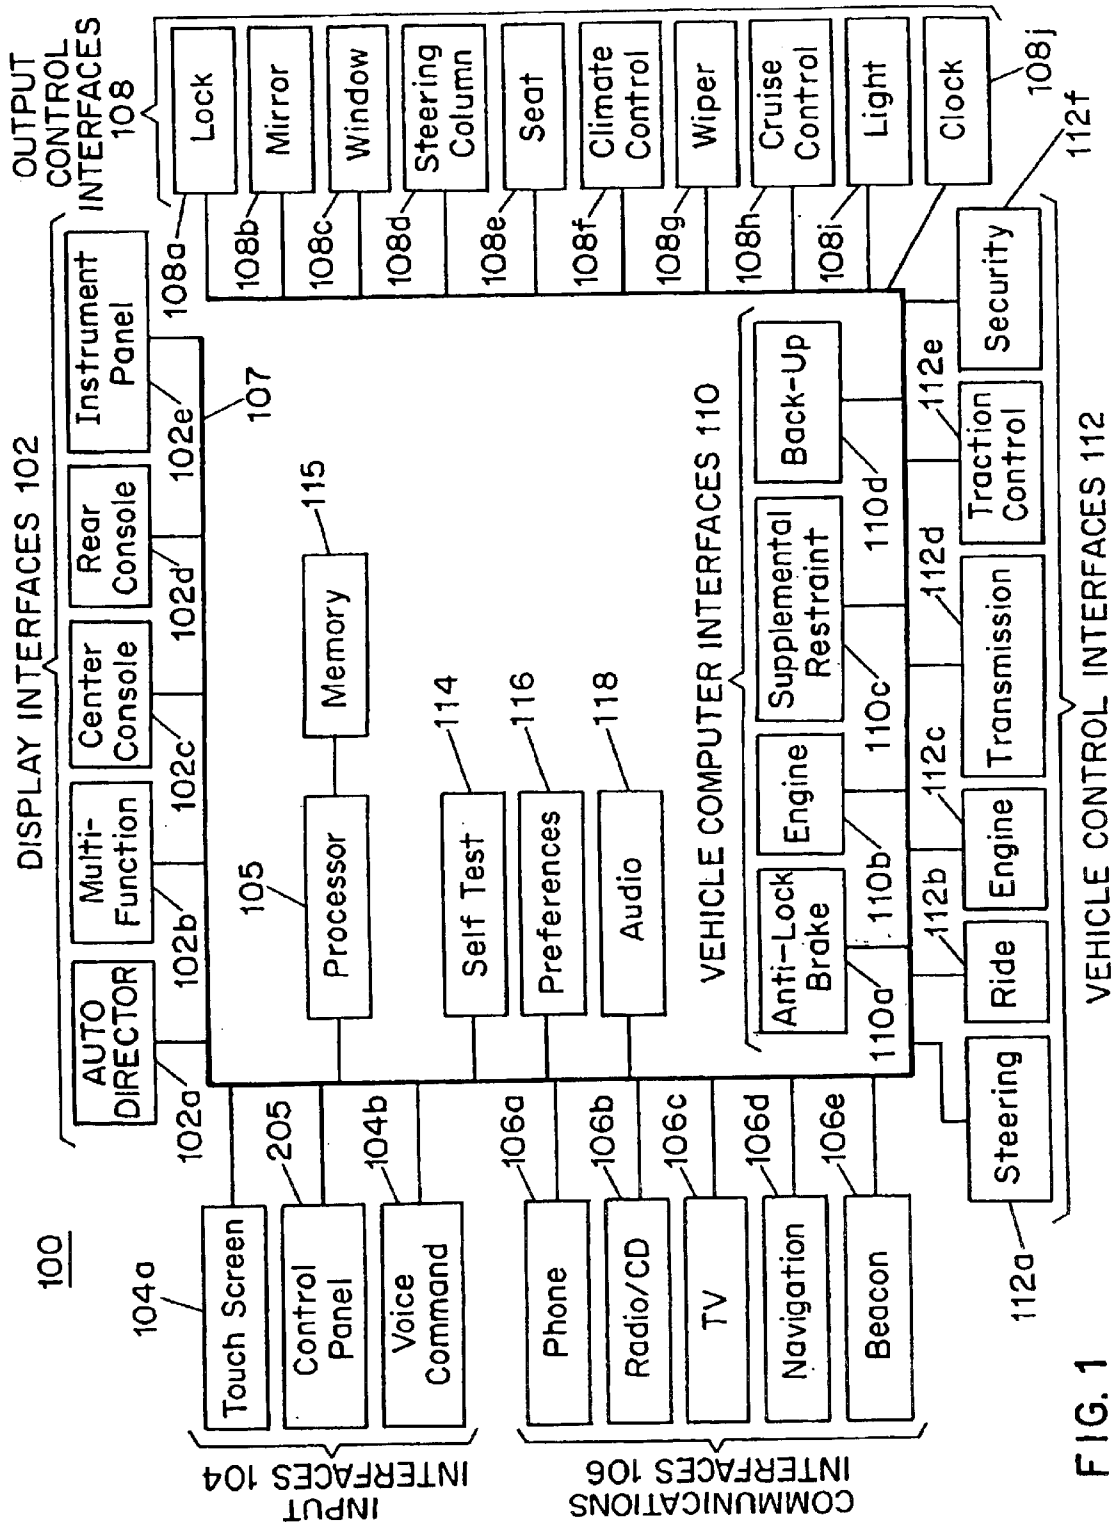 100
DISPLAY INTERFACES 102
AUTO
DIRECTOR
102a
Multi-
Function
102b
Center
Console
102c
Rear
Console
102d
Instrument
Panel
102e
107
OUTPUT
CONTROL
INTERFACES
108
Lock
108a
Mirror
108b
Window
108c
Steering
Column
108d
Seat
108e
Climate
Control
108f
Wiper
108g
Cruise
Control
108h
Light
108i
Clock
108j
INPUT
INTERFACES 104
104a
Touch Screen
Control
Panel
205
Voice
Command
104b
COMMUNICATIONS
INTERFACES 106
Phone
106a
Radio/CD
106b
TV
106c
Navigation
106d
Beacon
106e
105
Processor
Memory
115
Self Test
114
Preferences
116
Audio
118
VEHICLE COMPUTER INTERFACES 110
Anti-Lock
Brake
110a
Engine
110b
Supplemental
Restraint
110c
Back-Up
110d
Steering
112a
Ride
112b
Engine
112c
Transmission
112d
Traction
Control
112e
Security
112f
VEHICLE CONTROL INTERFACES 112
FIG. 1